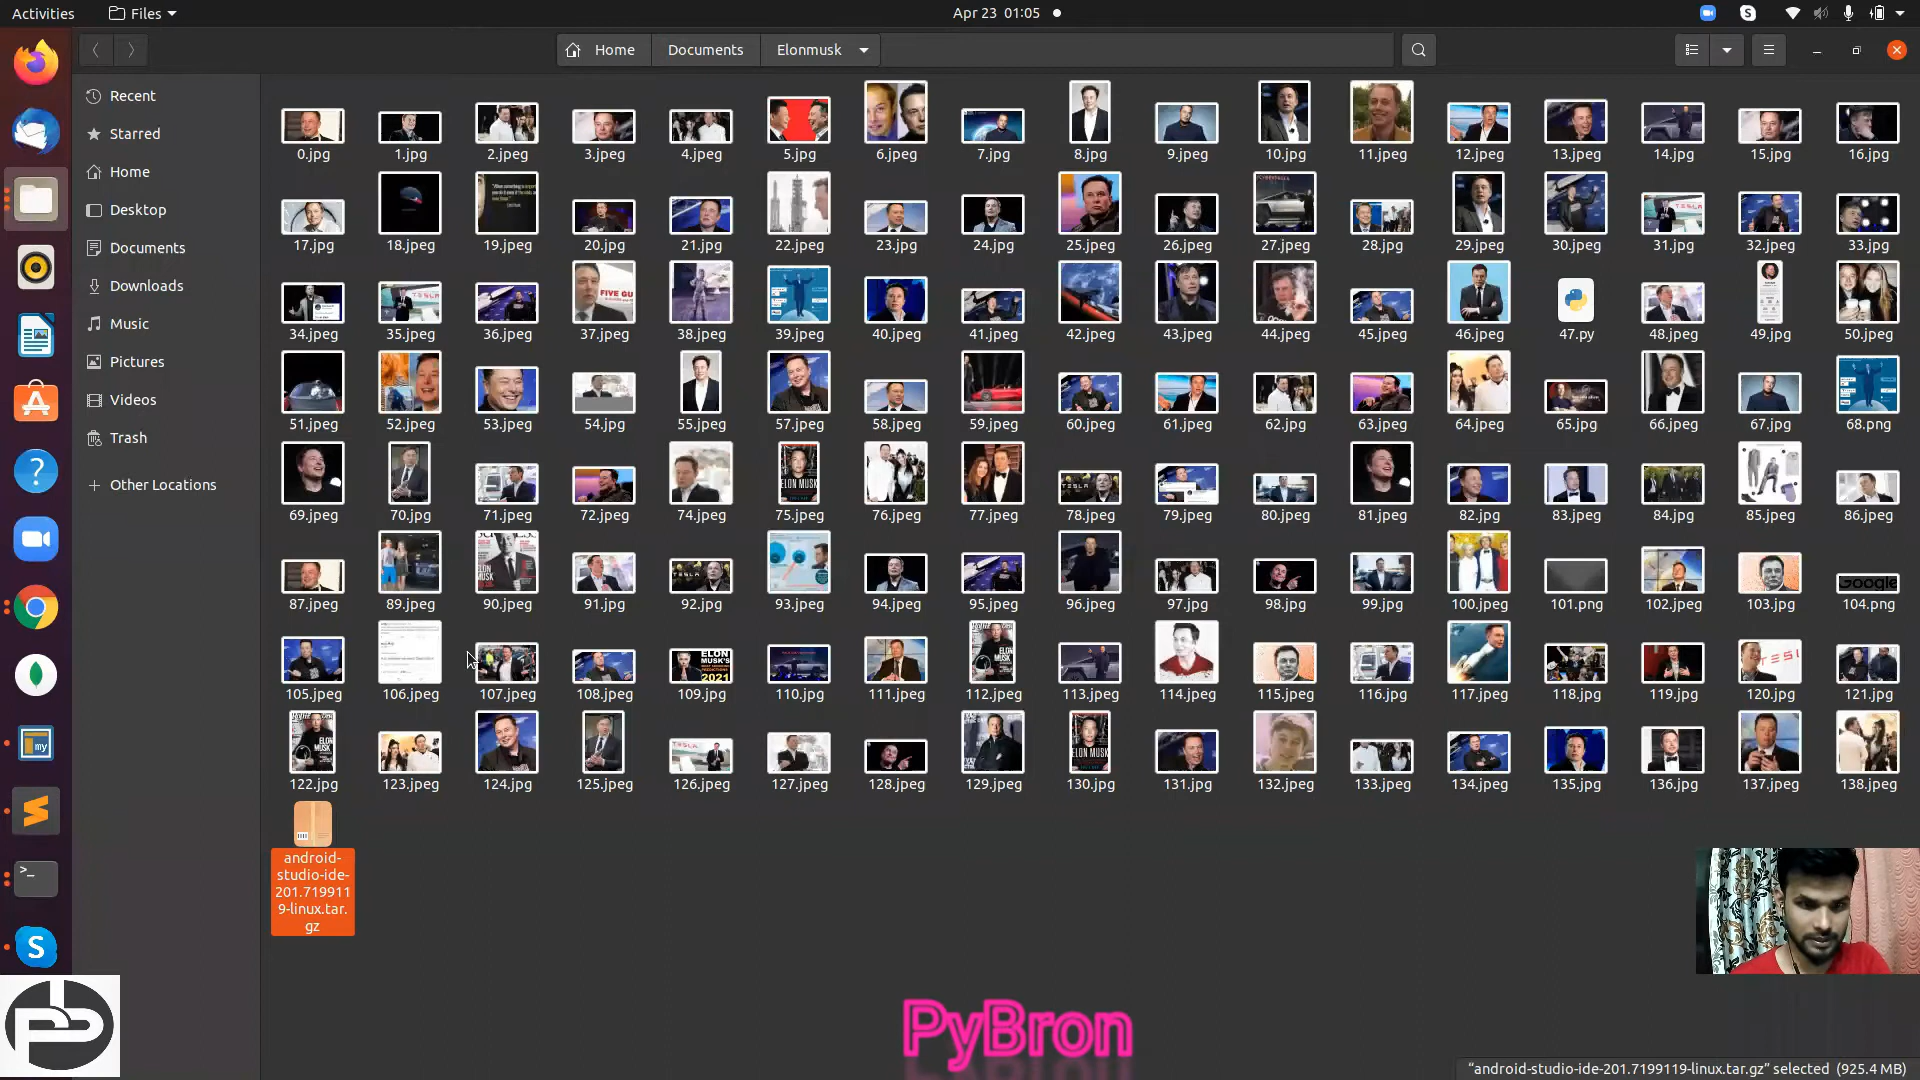 Activities Files Apr 23 01:05
Home Documents Elonmusk
Recent
Starred
Home
Desktop
Documents
Downloads
Music
Pictures
Videos
Trash
Other Locations
0.jpg 1.jpg 2.jpeg 3.jpeg 4.jpeg 5.jpg 6.jpeg 7.jpg 8.jpg 9.jpeg 10.jpg 11.jpeg 12.jpeg 13.jpeg 14.jpg 15.jpg 16.jpg
17.jpg 18.jpeg 19.jpeg 20.jpg 21.jpg 22.jpeg 23.jpg 24.jpg 25.jpeg 26.jpeg 27.jpeg 28.jpg 29.jpeg 30.jpeg 31.jpg 32.jpeg 33.jpg
34.jpeg 35.jpeg 36.jpeg 37.jpeg 38.jpeg 39.jpeg 40.jpeg 41.jpeg 42.jpeg 43.jpeg 44.jpeg 45.jpeg 46.jpeg 47.py 48.jpeg 49.jpg 50.jpeg
51.jpeg 52.jpeg 53.jpeg 54.jpg 55.jpeg 57.jpeg 58.jpeg 59.jpeg 60.jpeg 61.jpeg 62.jpg 63.jpeg 64.jpeg 65.jpg 66.jpeg 67.jpg 68.png
69.jpeg 70.jpg 71.jpeg 72.jpeg 74.jpeg 75.jpeg 76.jpeg 77.jpeg 78.jpeg 79.jpeg 80.jpeg 81.jpeg 82.jpg 83.jpeg 84.jpg 85.jpeg 86.jpeg
87.jpeg 89.jpeg 90.jpeg 91.jpg 92.jpg 93.jpeg 94.jpeg 95.jpeg 96.jpeg 97.jpg 98.jpg 99.jpg 100.jpeg 101.png 102.jpeg 103.jpg 104.png
105.jpeg 106.jpeg 107.jpeg 108.jpeg 109.jpg 110.jpg 111.jpeg 112.jpeg 113.jpeg 114.jpeg 115.jpeg 116.jpg 117.jpeg 118.jpg 119.jpg 120.jpg 121.jpg
122.jpg 123.jpeg 124.jpg 125.jpeg 126.jpeg 127.jpeg 128.jpeg 129.jpeg 130.jpg 131.jpg 132.jpeg 133.jpeg 134.jpeg 135.jpg 136.jpg 137.jpeg 138.jpeg
android-
studio-ide-
201.719911
9-linux.tar.
gz
PyBron
"android-studio-ide-201.7199119-linux.tar.gz" selected (925.4 MB)